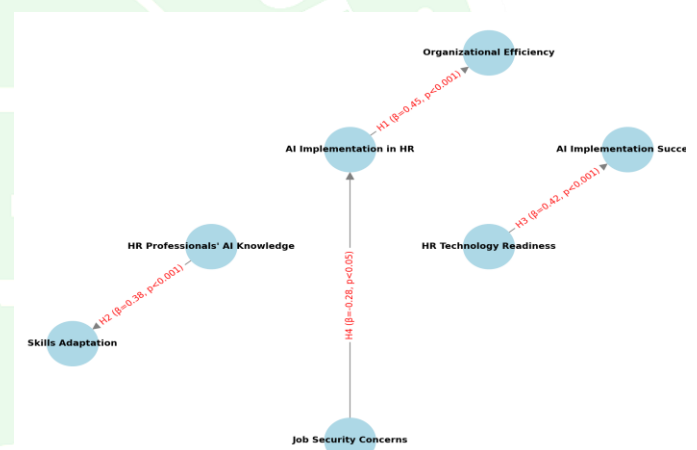 Organizational Efficiency
H1 (β=0.45, p<0.001)
AI Implementation in HR
AI Implementation Succe
H3 (β=0.42, p<0.001)
HR Professionals' AI Knowledge
HR Technology Readiness
H2 (β=0.38, p<0.001)
H4 (β=-0.28, p<0.05)
Skills Adaptation
Job Security Concerns